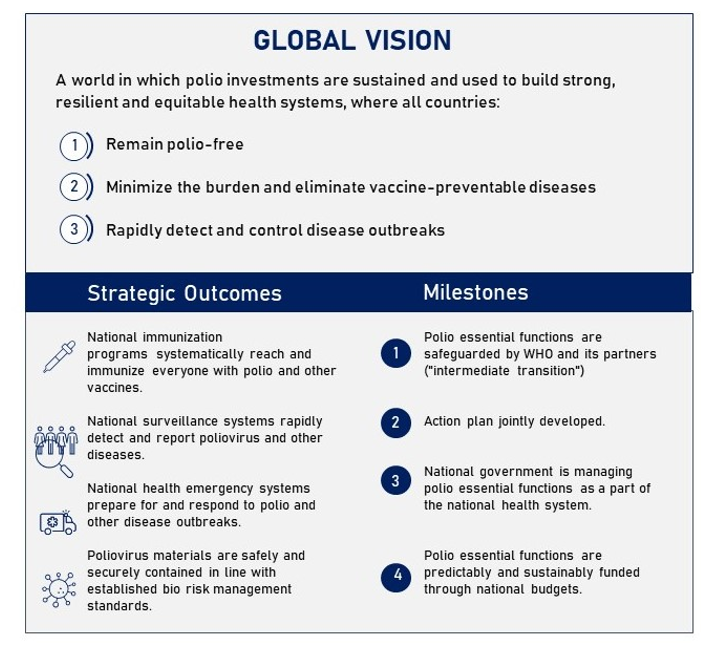 GLOBAL VISION
A world in which polio investments are sustained and used to build strong,
resilient and equitable health systems, where all countries:
1 Remain polio-free
2 Minimize the burden and eliminate vaccine-preventable diseases
3 Rapidly detect and control disease outbreaks
Strategic Outcomes
National immunization
programs systematically reach and
immunize everyone with polio and other
vaccines.
National surveillance systems rapidly
detect and report poliovirus and other
diseases.
National health emergency systems
prepare for and respond to polio and
other disease outbreaks.
Poliovirus materials are safely and
securely contained in line with
established bio risk management
standards.
Milestones
1
Polio essential functions are
safeguarded by WHO and its partners
("intermediate transition")
2 Action plan jointly developed.
3
National government is managing
polio essential functions as a part of
the national health system.
4
Polio essential functions are
predictably and sustainably funded
through national budgets.